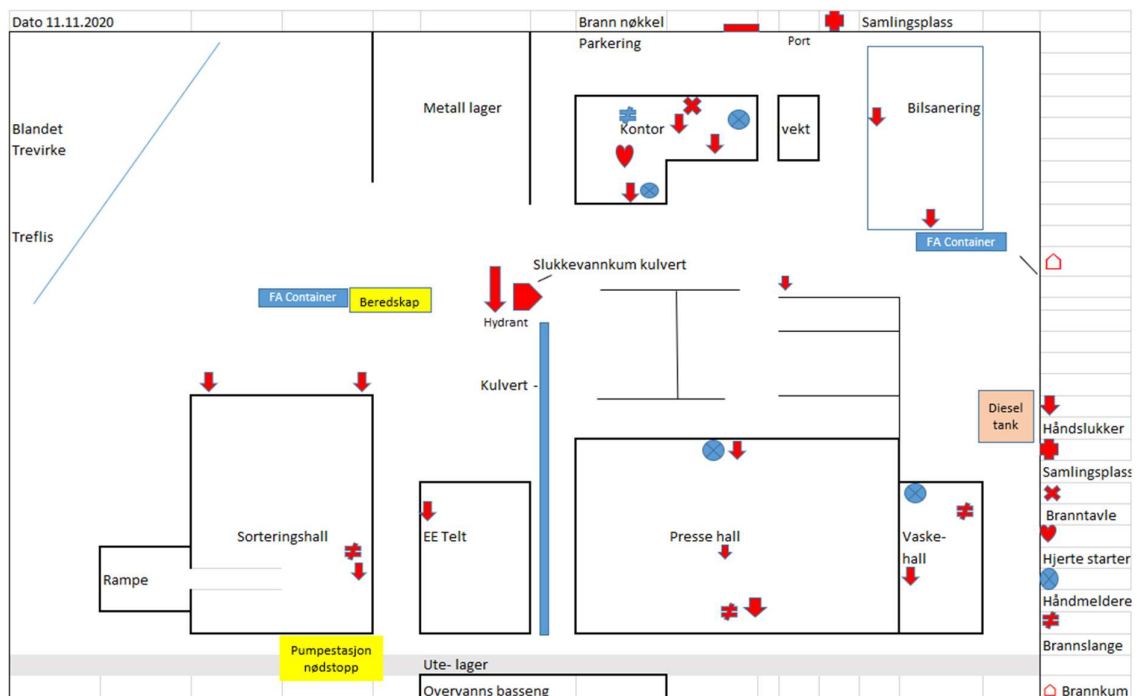 Dato 11.11.2020
Brann nøkkel
Samlingsplass
Parkering
Port
Metall lager
Bilsanering
Blandet
Trevirke
Kontor
vekt
Treflis
FA Container
Slukkevannkum kulvert
FA Container
Beredskap
Hydrant
Kulvert -
Diesel
tank
Håndslukker
Samlingsplass
Branntavle
Sorteringshall
EE Telt
Presse hall
Vaske-
hall
Hjerte starter
Rampe
Håndmeldere
Brannslange
Pumpestasjon
nødstopp
Ute- lager
Overvanns basseng
Brannkum